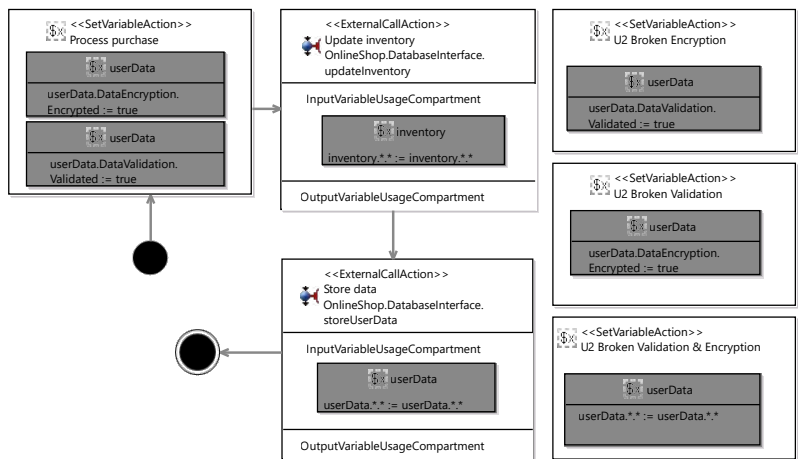 <<SetVariableAction>>
Process purchase
userData
userData.DataEncryption.
Encrypted := true
userData
userData.DataValidation.
Validated := true
<<ExternalCallAction>>
Update inventory
OnlineShop.DatabaseInterface.
updateInventory
InputVariableUsageCompartment
inventory
inventory.*.* := inventory.*.*
OutputVariableUsageCompartment
<<ExternalCallAction>>
Store data
OnlineShop.DatabaseInterface.
storeUserData
InputVariableUsageCompartment
userData
userData.*.* := userData.*.*
OutputVariableUsageCompartment
<<SetVariableAction>>
U2 Broken Encryption
userData
userData.DataValidation.
Validated := true
<<SetVariableAction>>
U2 Broken Validation
userData
userData.DataEncryption.
Encrypted := true
<<SetVariableAction>>
U2 Broken Validation & Encryption
userData
userData.*.* := userData.*.*